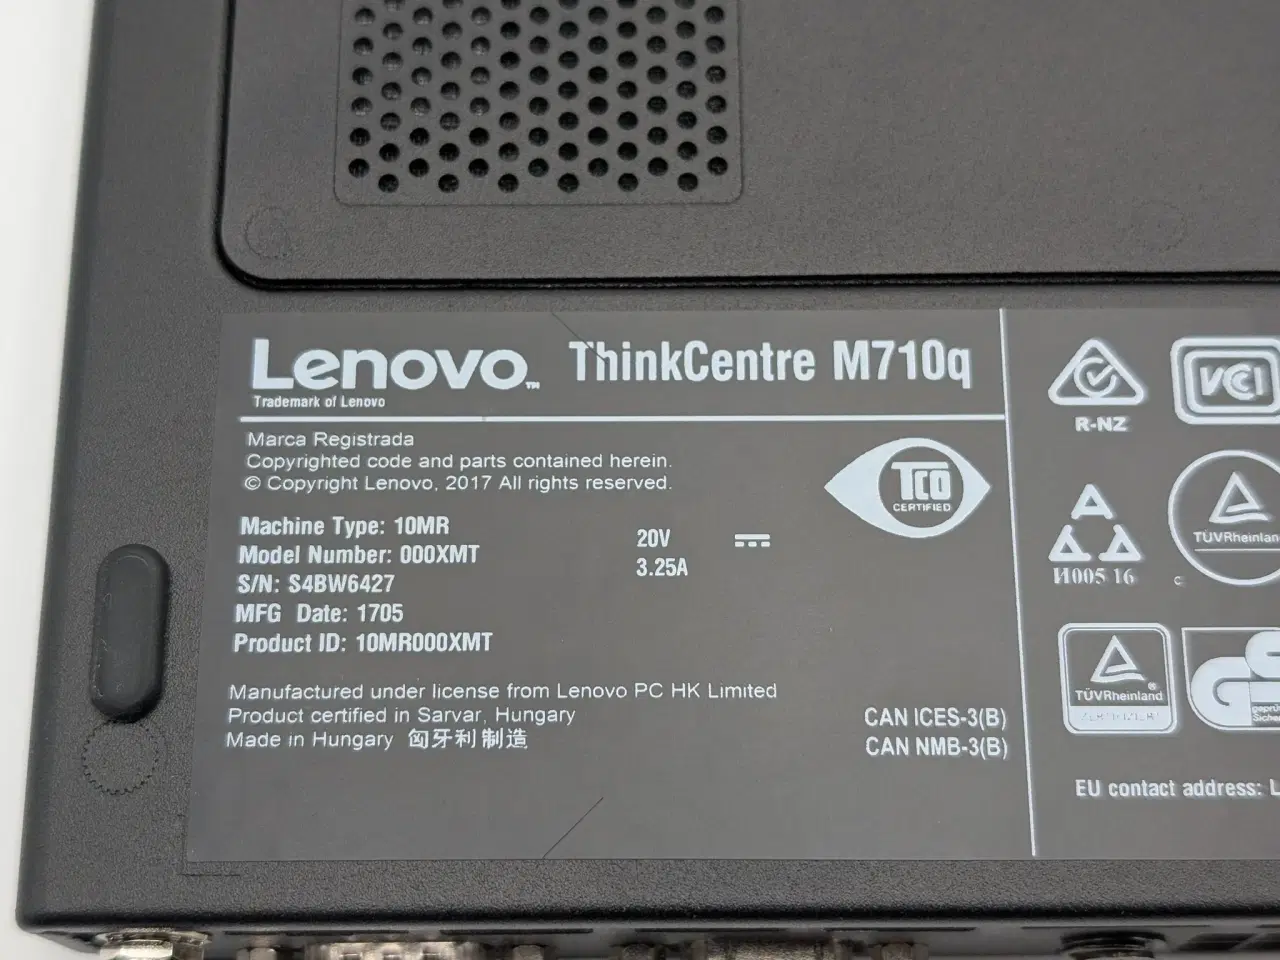 Lenovo™ ThinkCentre M710q
Trademark of Lenovo
Marca Registrada
Copyrighted code and parts contained herein.
© Copyright Lenovo, 2017 All rights reserved.
TCO
CERTIFIED
Machine Type: 10MR
Model Number: 000XMT
S/N: S4BW6427
MFG Date: 1705
Product ID: 10MR000XMT
20V
3.25A
Manufactured under license from Lenovo PC HK Limited
Product certified in Sarvar, Hungary
Made in Hungary 匈牙利制造
CAN ICES-3(B)
CAN NMB-3(B)
R-NZ
VCI
И005 16
TÜVRheinland
c
TÜVRheinland®
GS
EU contact address: